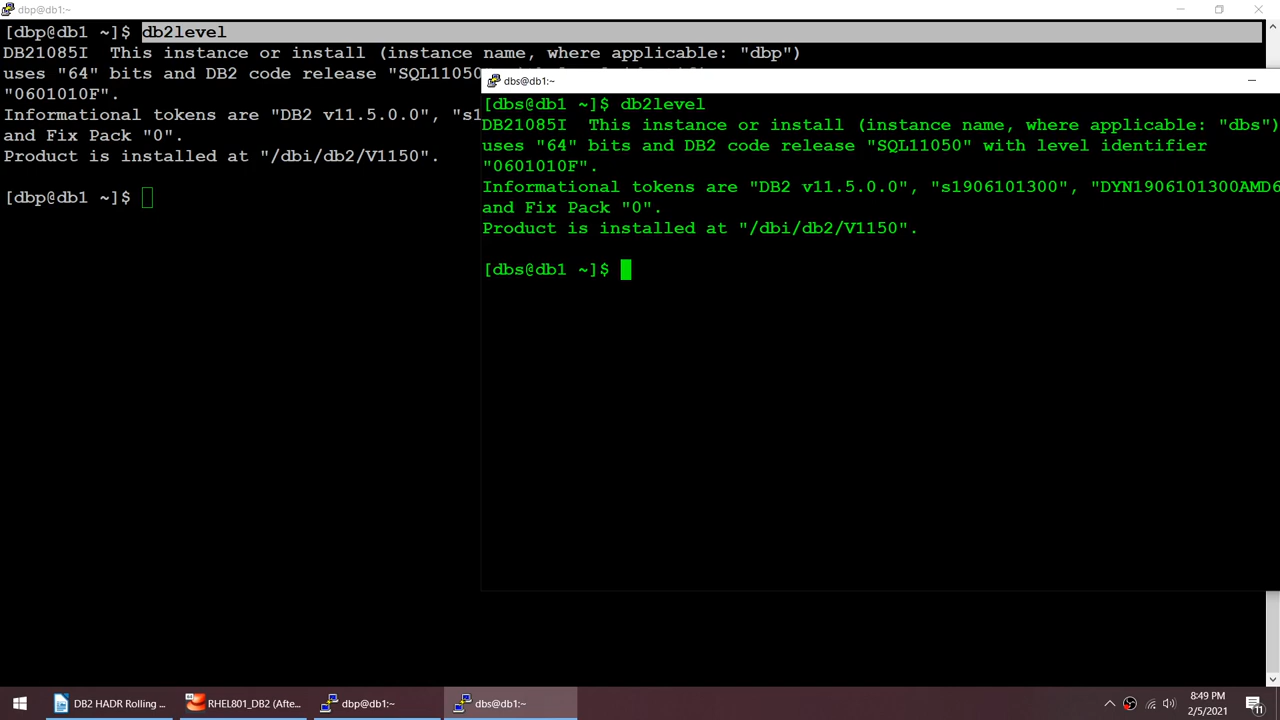 dbp@db1:~
[dbp@db1 ~]$ db2level
DB21085I  This instance or install (instance name, where applicable: "dbp")
uses "64" bits and DB2 code release "SQL11050
"0601010F".
Informational tokens are "DB2 v11.5.0.0", "s1
and Fix Pack "0".
Product is installed at "/dbi/db2/V1150".
[dbp@db1 ~]$
dbs@db1:~
[dbs@db1 ~]$ db2level
DB21085I  This instance or install (instance name, where applicable: "dbs")
uses "64" bits and DB2 code release "SQL11050" with level identifier
"0601010F".
Informational tokens are "DB2 v11.5.0.0", "s1906101300", "DYN1906101300AMD6
and Fix Pack "0".
Product is installed at "/dbi/db2/V1150".
[dbs@db1 ~]$
DB2 HADR Rolling ...
RHEL801_DB2 (Afte...
dbp@db1:~
dbs@db1:~
8:49 PM
2/5/2021
11